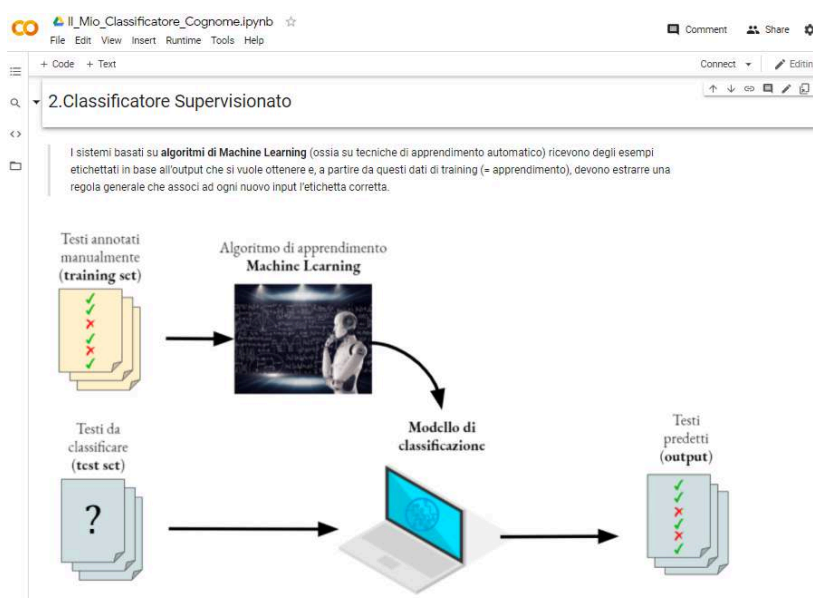 Il_Mio_Classificatore_Cognome.ipynb
File Edit View Insert Runtime Tools Help
Comment Share
+ Code + Text
Connect Editin
2.Classificatore Supervisionato
I sistemi basati su algoritmi di Machine Learning (ossia su tecniche di apprendimento automatico) ricevono degli esempi
etichettati in base all'output che si vuole ottenere e, a partire da questi dati di training (= apprendimento), devono estrarre una
regola generale che associ ad ogni nuovo input l'etichetta corretta.
Testi annotati
manualmente
(training set)
Algoritmo di apprendimento
Machine Learning
Testi da
classificare
(test set)
?
Modello di
classificazione
Testi
predetti
(output)